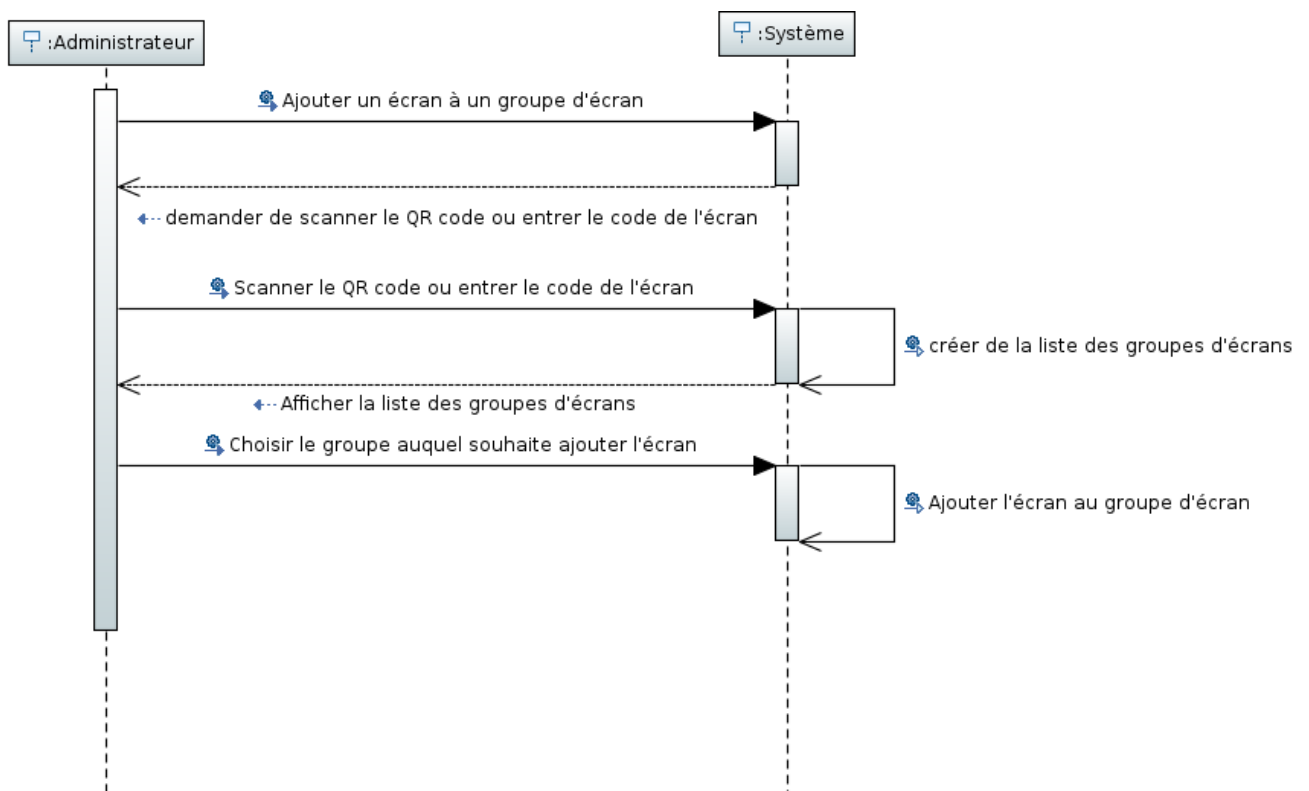 :Administrateur
:Système
Ajouter un écran à un groupe d'écran
demander de scanner le QR code ou entrer le code de l'écran
Scanner le QR code ou entrer le code de l'écran
créer de la liste des groupes d'écrans
Afficher la liste des groupes d'écrans
Choisir le groupe auquel souhaite ajouter l'écran
Ajouter l'écran au groupe d'écran